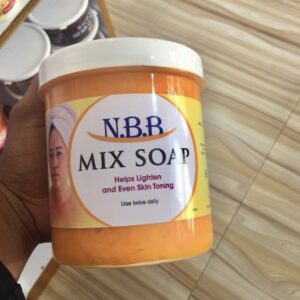 N.B.B
MIX SOAP
Helps Lighten
and Even Skin Toning
Use twice daily